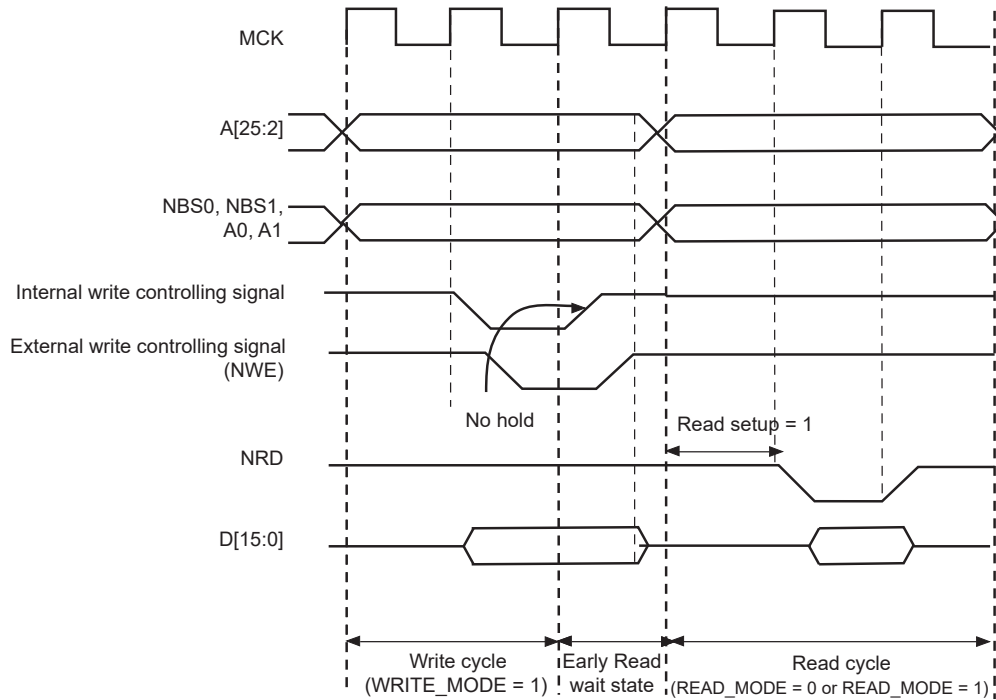 MCK
A[25:2]
NBS0, NBS1,
A0, A1
Internal write controlling signal
External write controlling signal
(NWE)
No hold
Read setup = 1
NRD
D[15:0]
Write cycle
(WRITE_MODE = 1)
Early Read
wait state
Read cycle
(READ_MODE = 0 or READ_MODE = 1)